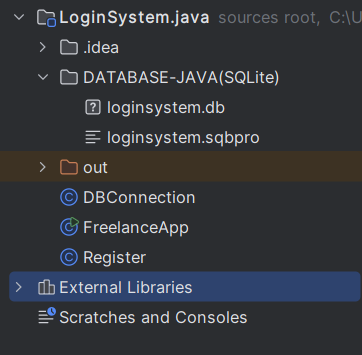 LoginSystem.java sources root, C:\U
.idea
DATABASE-JAVA(SQLite)
loginsystem.db
loginsystem.sqbpro
out
DBConnection
FreelanceApp
Register
External Libraries
Scratches and Consoles